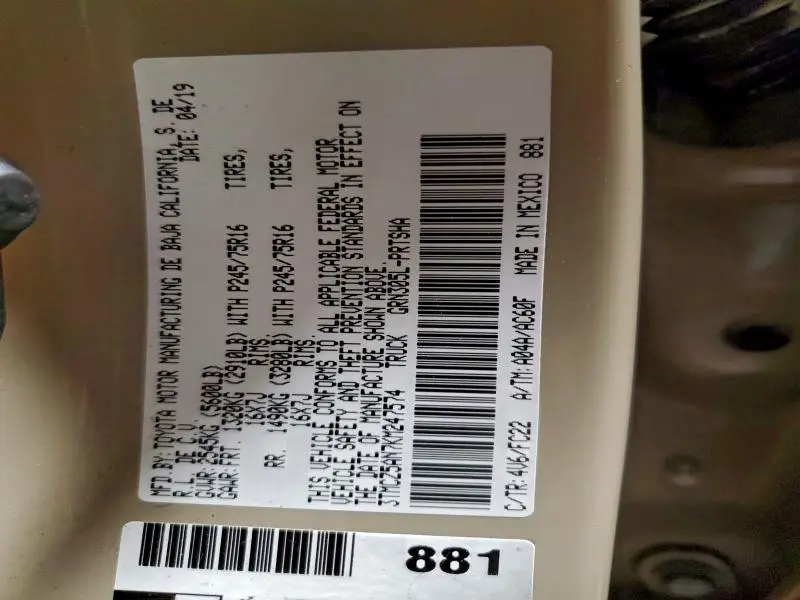 MFD BY: TOYOTA MOTOR MANUFACTURING DE BAJA CALIFORNIA, S. DE
R.L. DE C.V. DATE: 04/19
GVWR: 2545KG (5600LB)
GAWR: FRT. 1320KG (2910LB) WITH P245/75R16 TIRES,
16X7J RIMS.
RR. 1490KG (3280LB) WITH P245/75R16 TIRES,
16X7J RIMS.
THIS VEHICLE CONFORMS TO ALL APPLICABLE FEDERAL MOTOR
VEHICLE SAFETY AND THEFT PREVENTION STANDARDS IN EFFECT ON
THE DATE OF MANUFACTURE SHOWN ABOVE.
3TMCZ5AN7KM247574 TRUCK GRN305L-PRTSHA
C/TR: 4V6/FC22 A/TM: A04A/AC60F MADE IN MEXICO 881
881